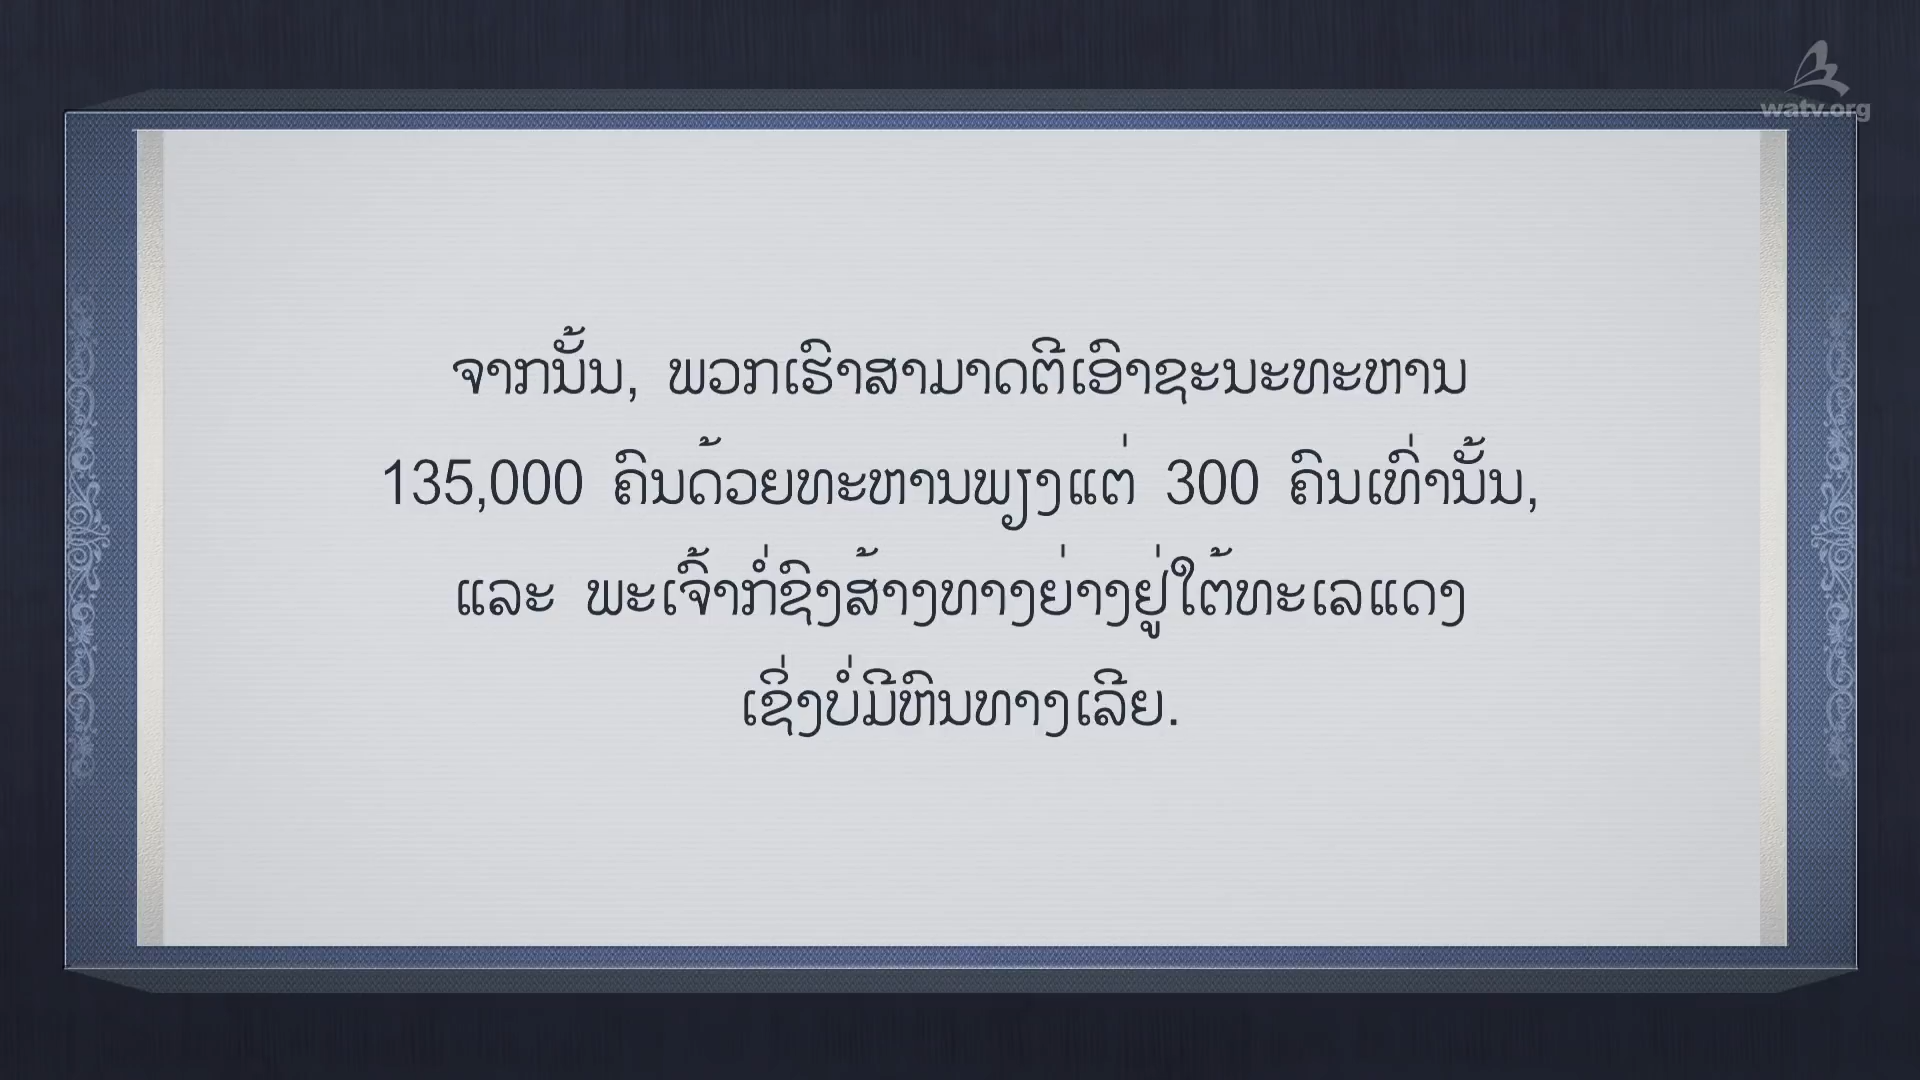 watv.org
ຈາກນັ້ນ, ພວກເຮົາສາມາດຕີເອົາຊະນະທະຫານ
135,000 ຄົນດ້ວຍທະຫານພຽງແຕ່ 300 ຄົນເທົ່ານັ້ນ,
ແລະ ພະເຈົ້າກໍ່ຊົງສ້າງທາງຍ່າງຢູ່ໃຕ້ທະເລແດງ
ເຊິ່ງບໍ່ມີຫົນທາງເລີຍ.